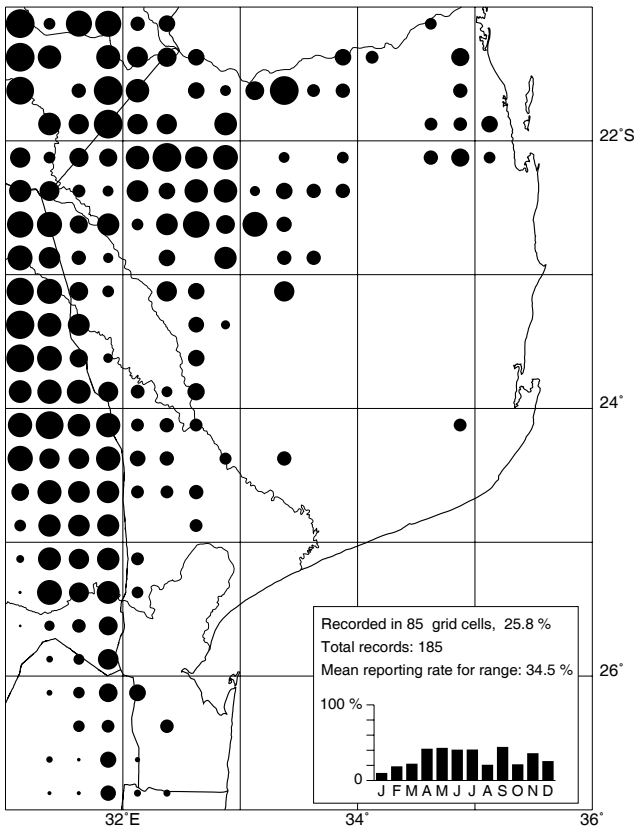 22˚S
24˚
Recorded in 85 grid cells, 25.8 %
Total records: 185
Mean reporting rate for range: 34.5 %
26˚
100 %
0
J F M A M J J A S O N D
32˚E
34˚
36˚